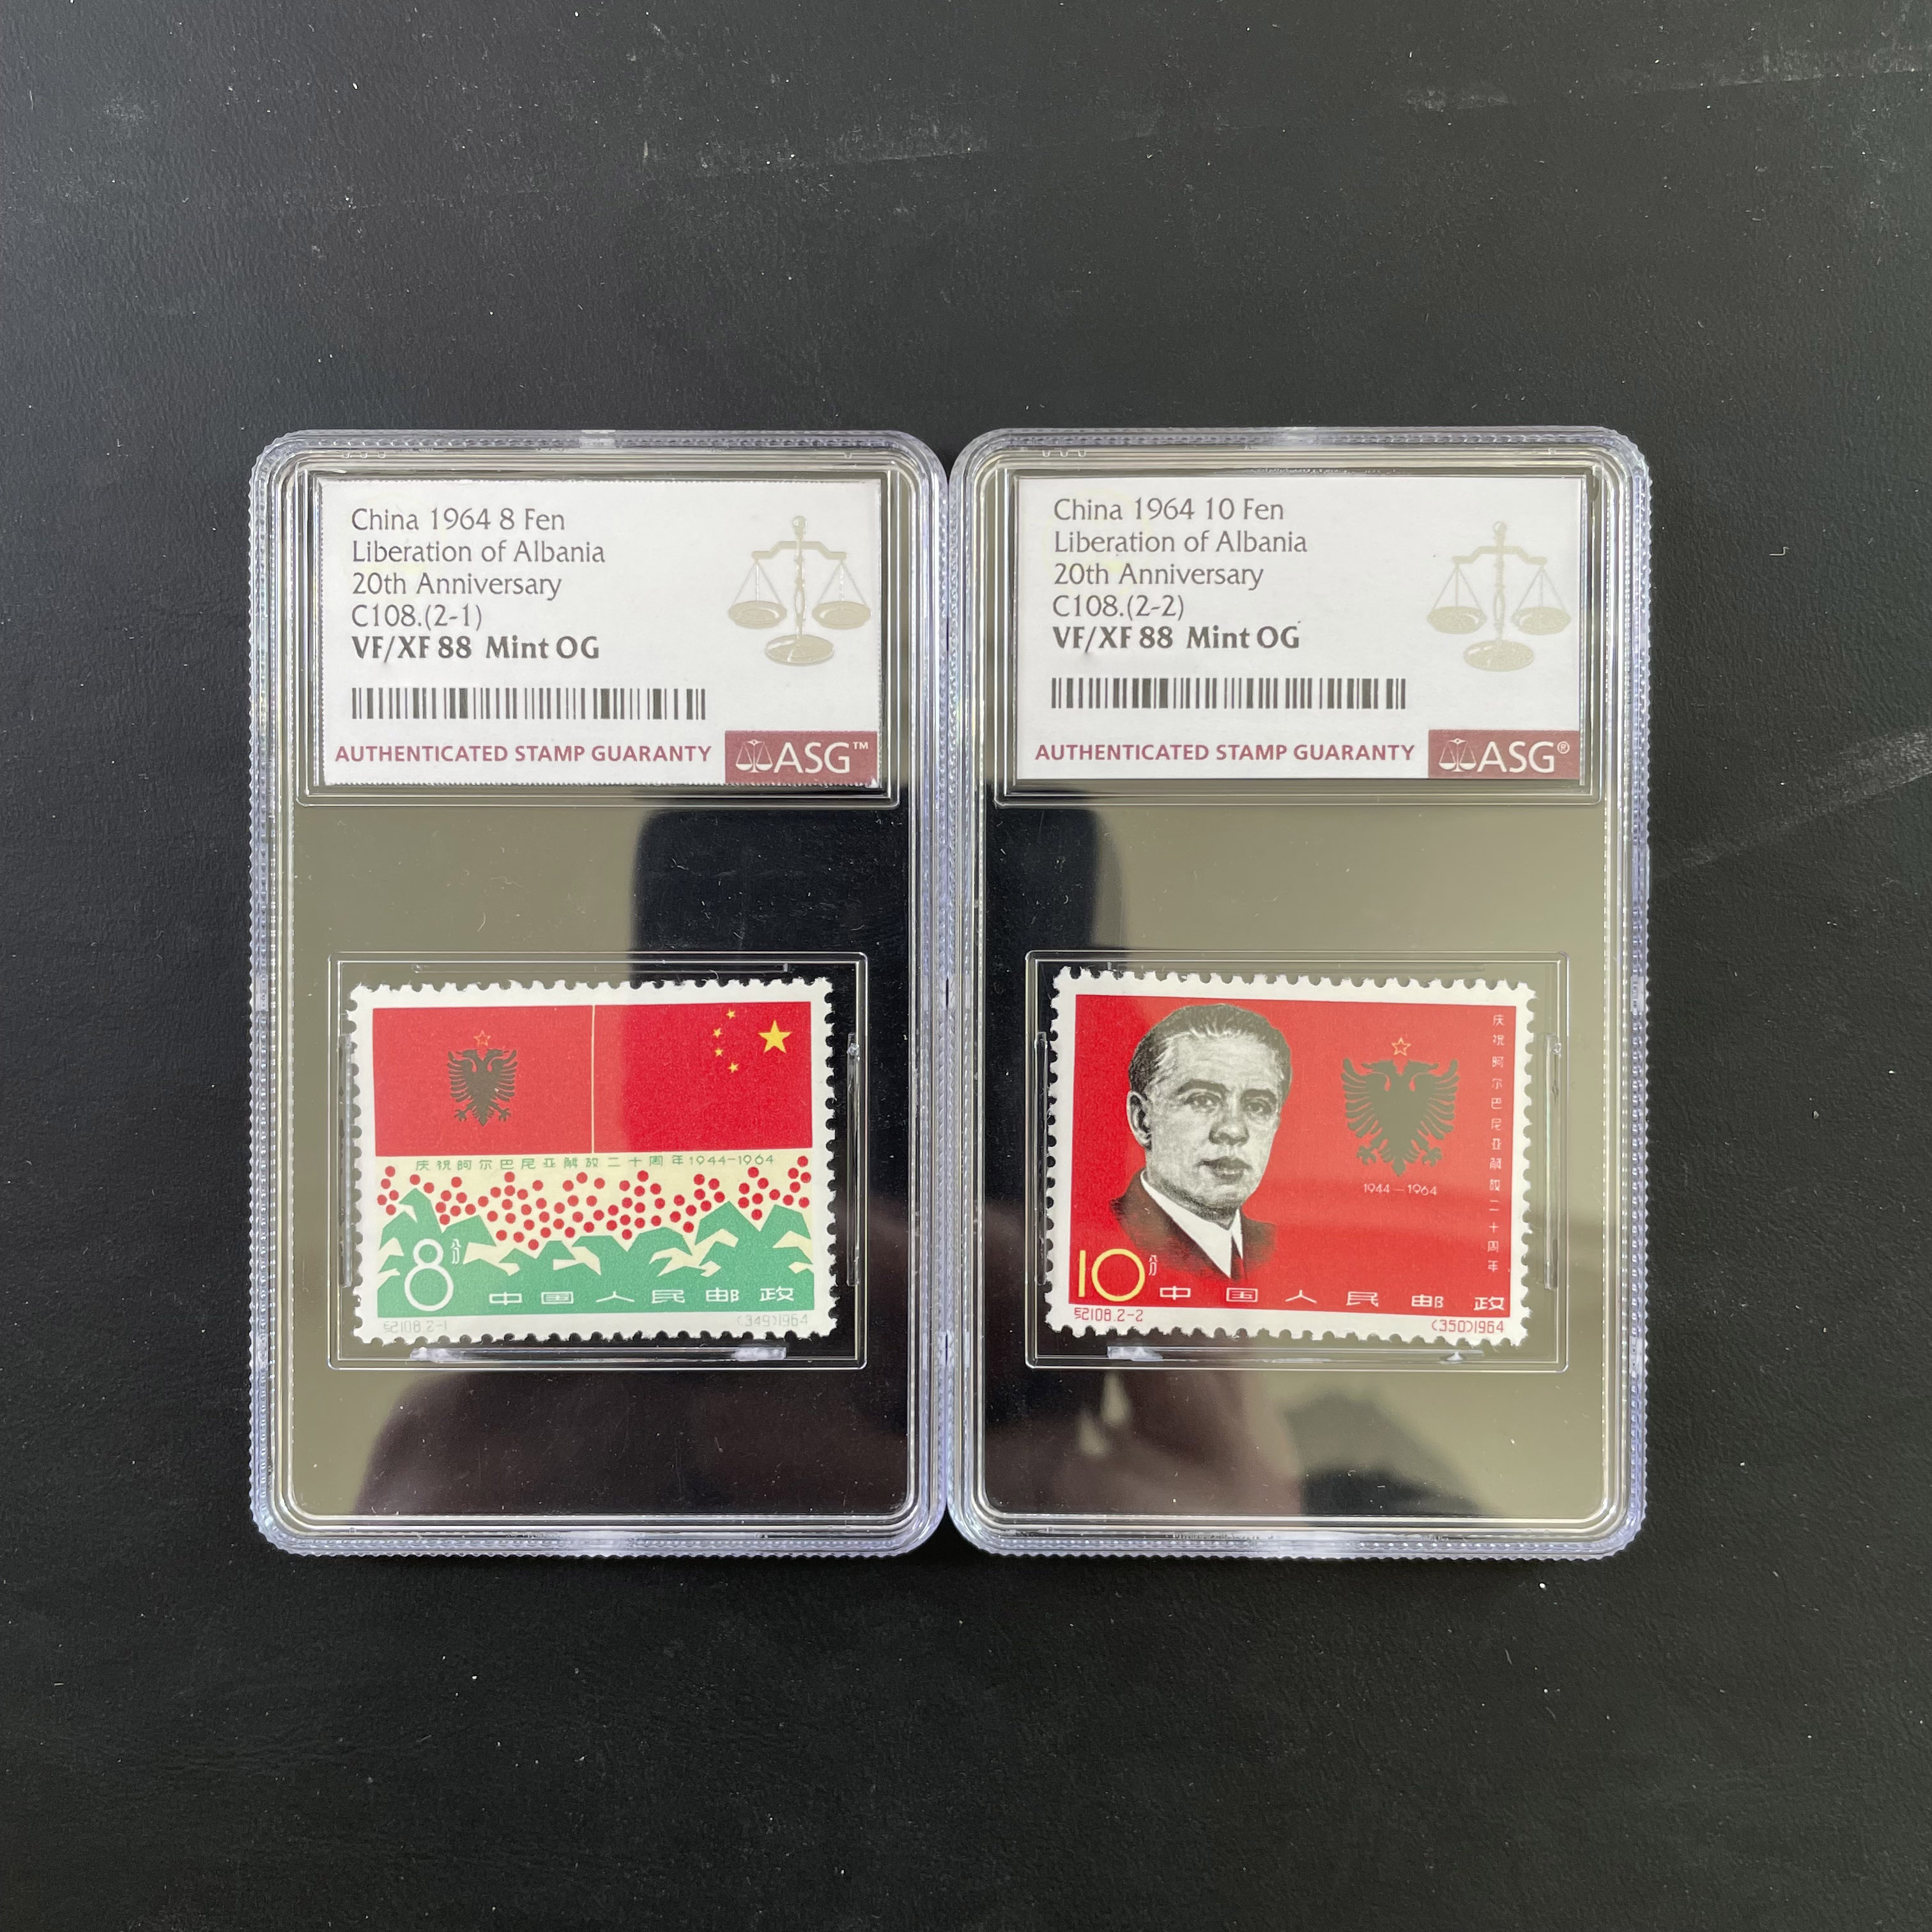 China 1964 8 Fen
Liberation of Albania
20th Anniversary
C108.(2-1)
VF/XF 88 Mint OG
AUTHENTICATED STAMP GUARANTY
ASG™
庆祝阿尔巴尼亚解放二十周年1944-1964
8分
中国人民邮政
纪108.2-1
(349)1964
China 1964 10 Fen
Liberation of Albania
20th Anniversary
C108.(2-2)
VF/XF 88 Mint OG
AUTHENTICATED STAMP GUARANTY
ASG®
庆祝阿尔巴尼亚解放二十周年
1944-1964
10分
中国人民邮政
纪108.2-2
(350)1964